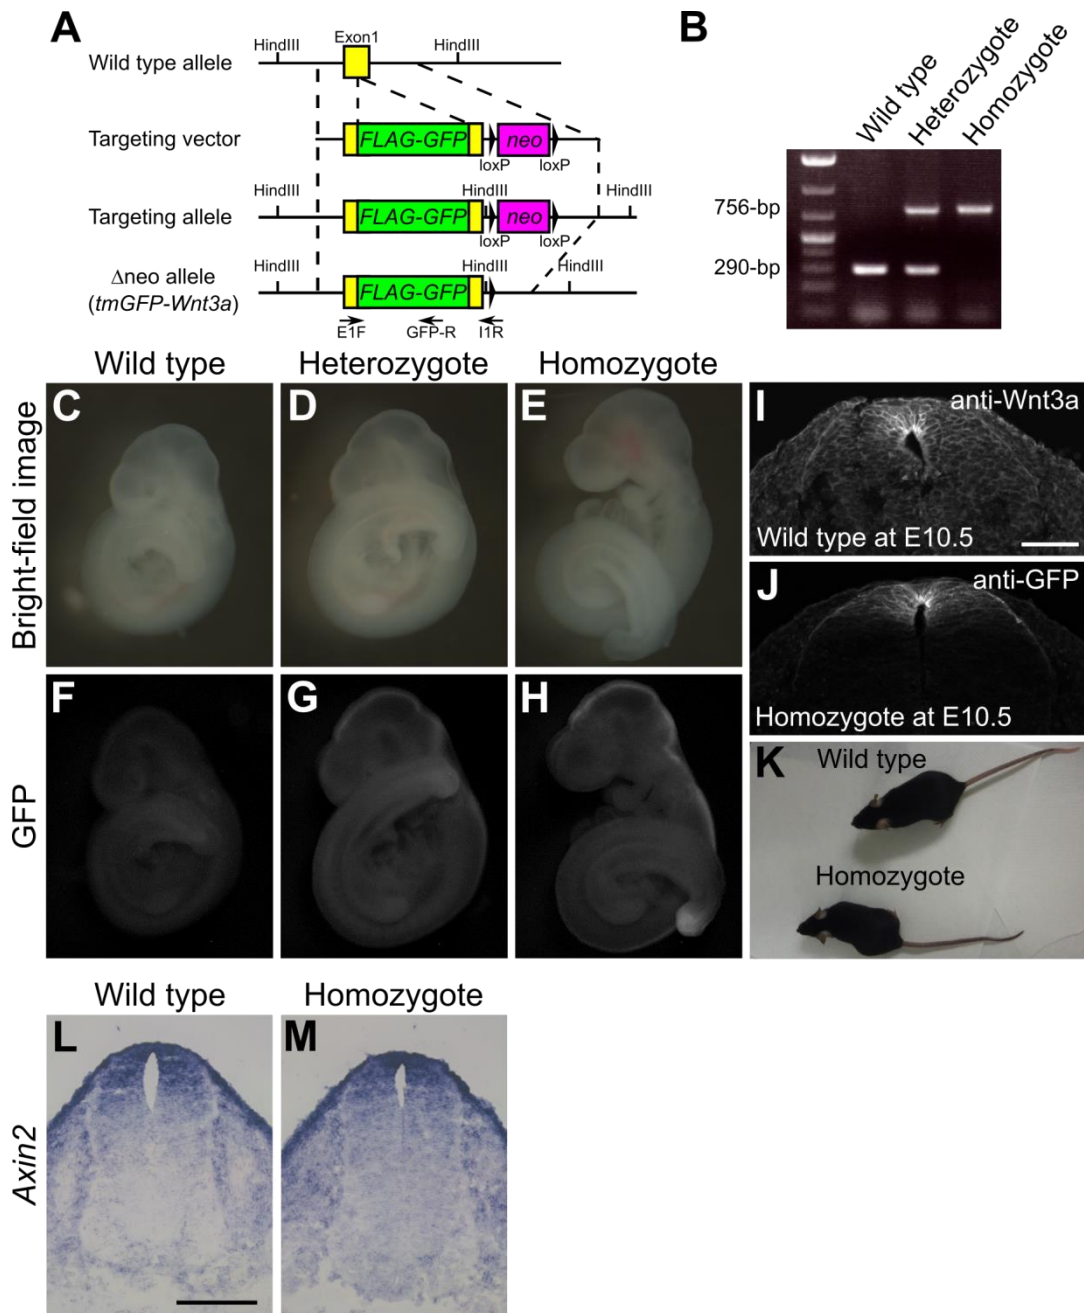 A
Exon1
HindIII
HindIII
Wild type allele
Targeting vector
FLAG-GFP
neo
loxP
loxP
HindIII
HindIII
HindIII
Targeting allele
FLAG-GFP
neo
loxP
loxP
HindIII
HindIII
HindIII
Δneo allele
(tmGFP-Wnt3a)
FLAG-GFP
E1F
GFP-R
I1R
B
Wild type
Heterozygote
Homozygote
756-bp
290-bp
Wild type
Heterozygote
Homozygote
Bright-field image
C
D
E
GFP
F
G
H
I
anti-Wnt3a
Wild type at E10.5
J
anti-GFP
Homozygote at E10.5
K
Wild type
Homozygote
Wild type
Homozygote
Axin2
L
M